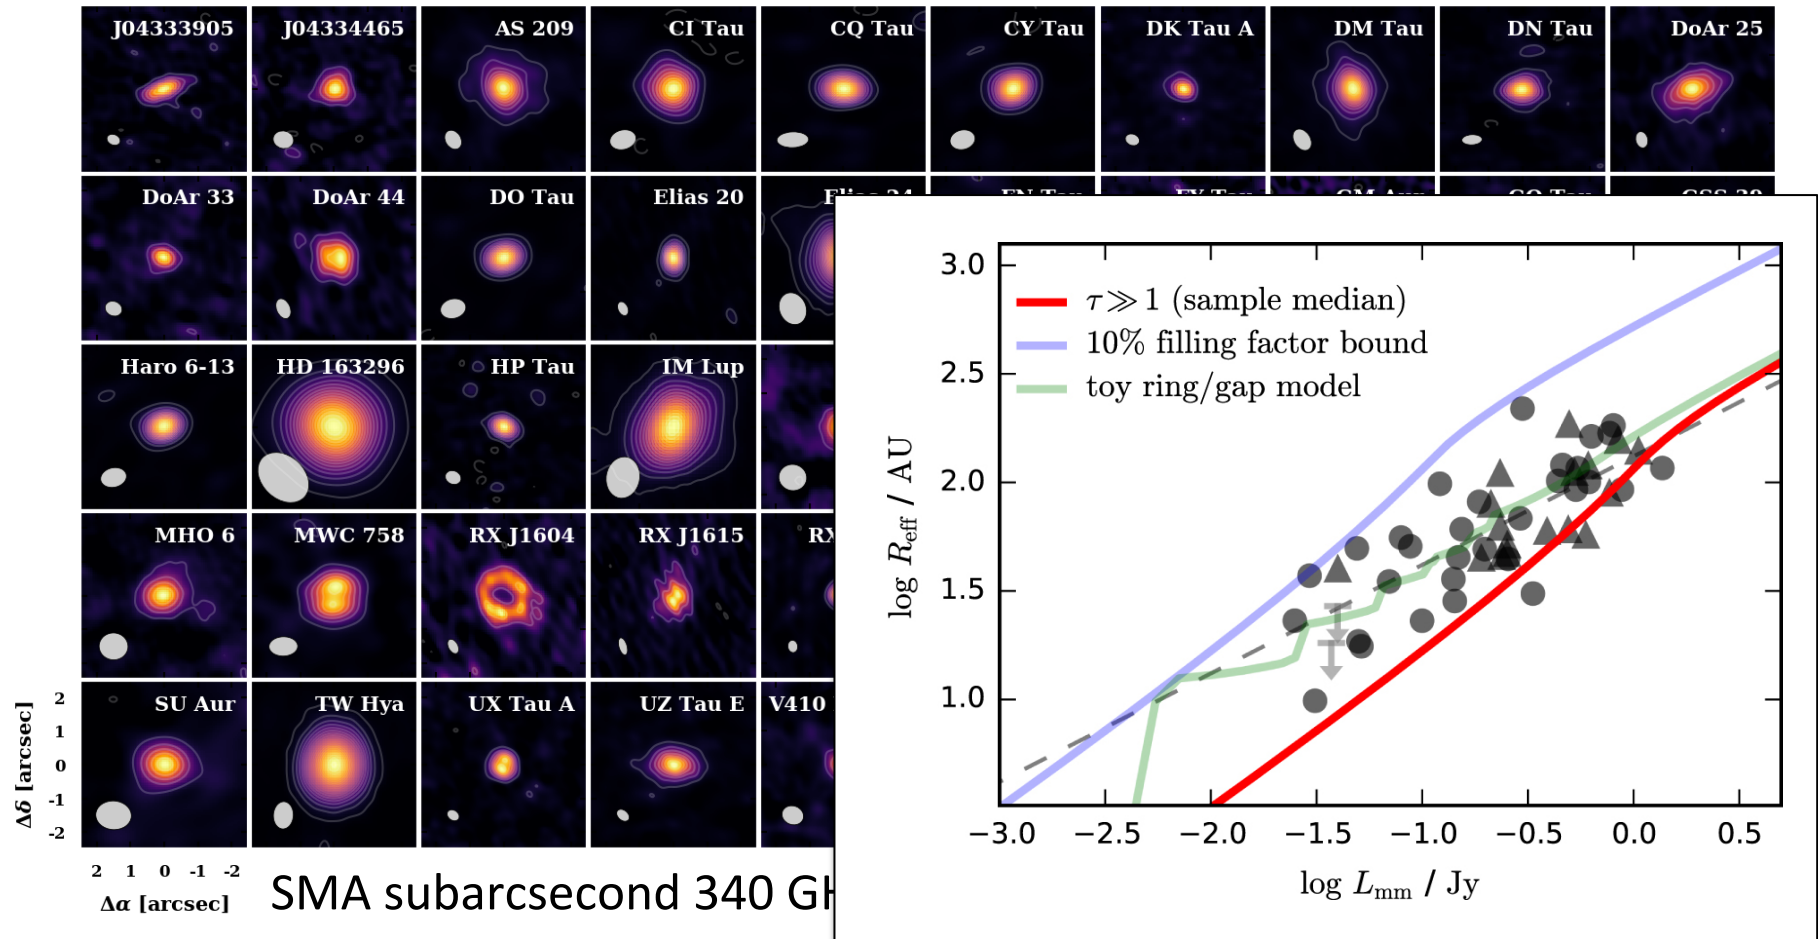 J04333905
J04334465
AS 209
CI Tau
CQ Tau
CY Tau
DK Tau A
DM Tau
DN Tau
DoAr 25
DoAr 33
DoAr 44
DO Tau
Elias 20
Haro 6-13
HD 163296
HP Tau
IM Lup
MHO 6
MWC 758
RX J1604
RX J1615
RX
SU Aur
TW Hya
UX Tau A
UZ Tau E
V410
2
1
0
-1
-2
Δδ [arcsec]
2 1 0 -1 -2
Δα [arcsec]
SMA subarcsecond 340 GH
τ≫1 (sample median)
10% filling factor bound
toy ring/gap model
3.0
2.5
2.0
1.5
1.0
log Reff / AU
−3.0 −2.5 −2.0 −1.5 −1.0 −0.5 0.0 0.5
log Lmm / Jy